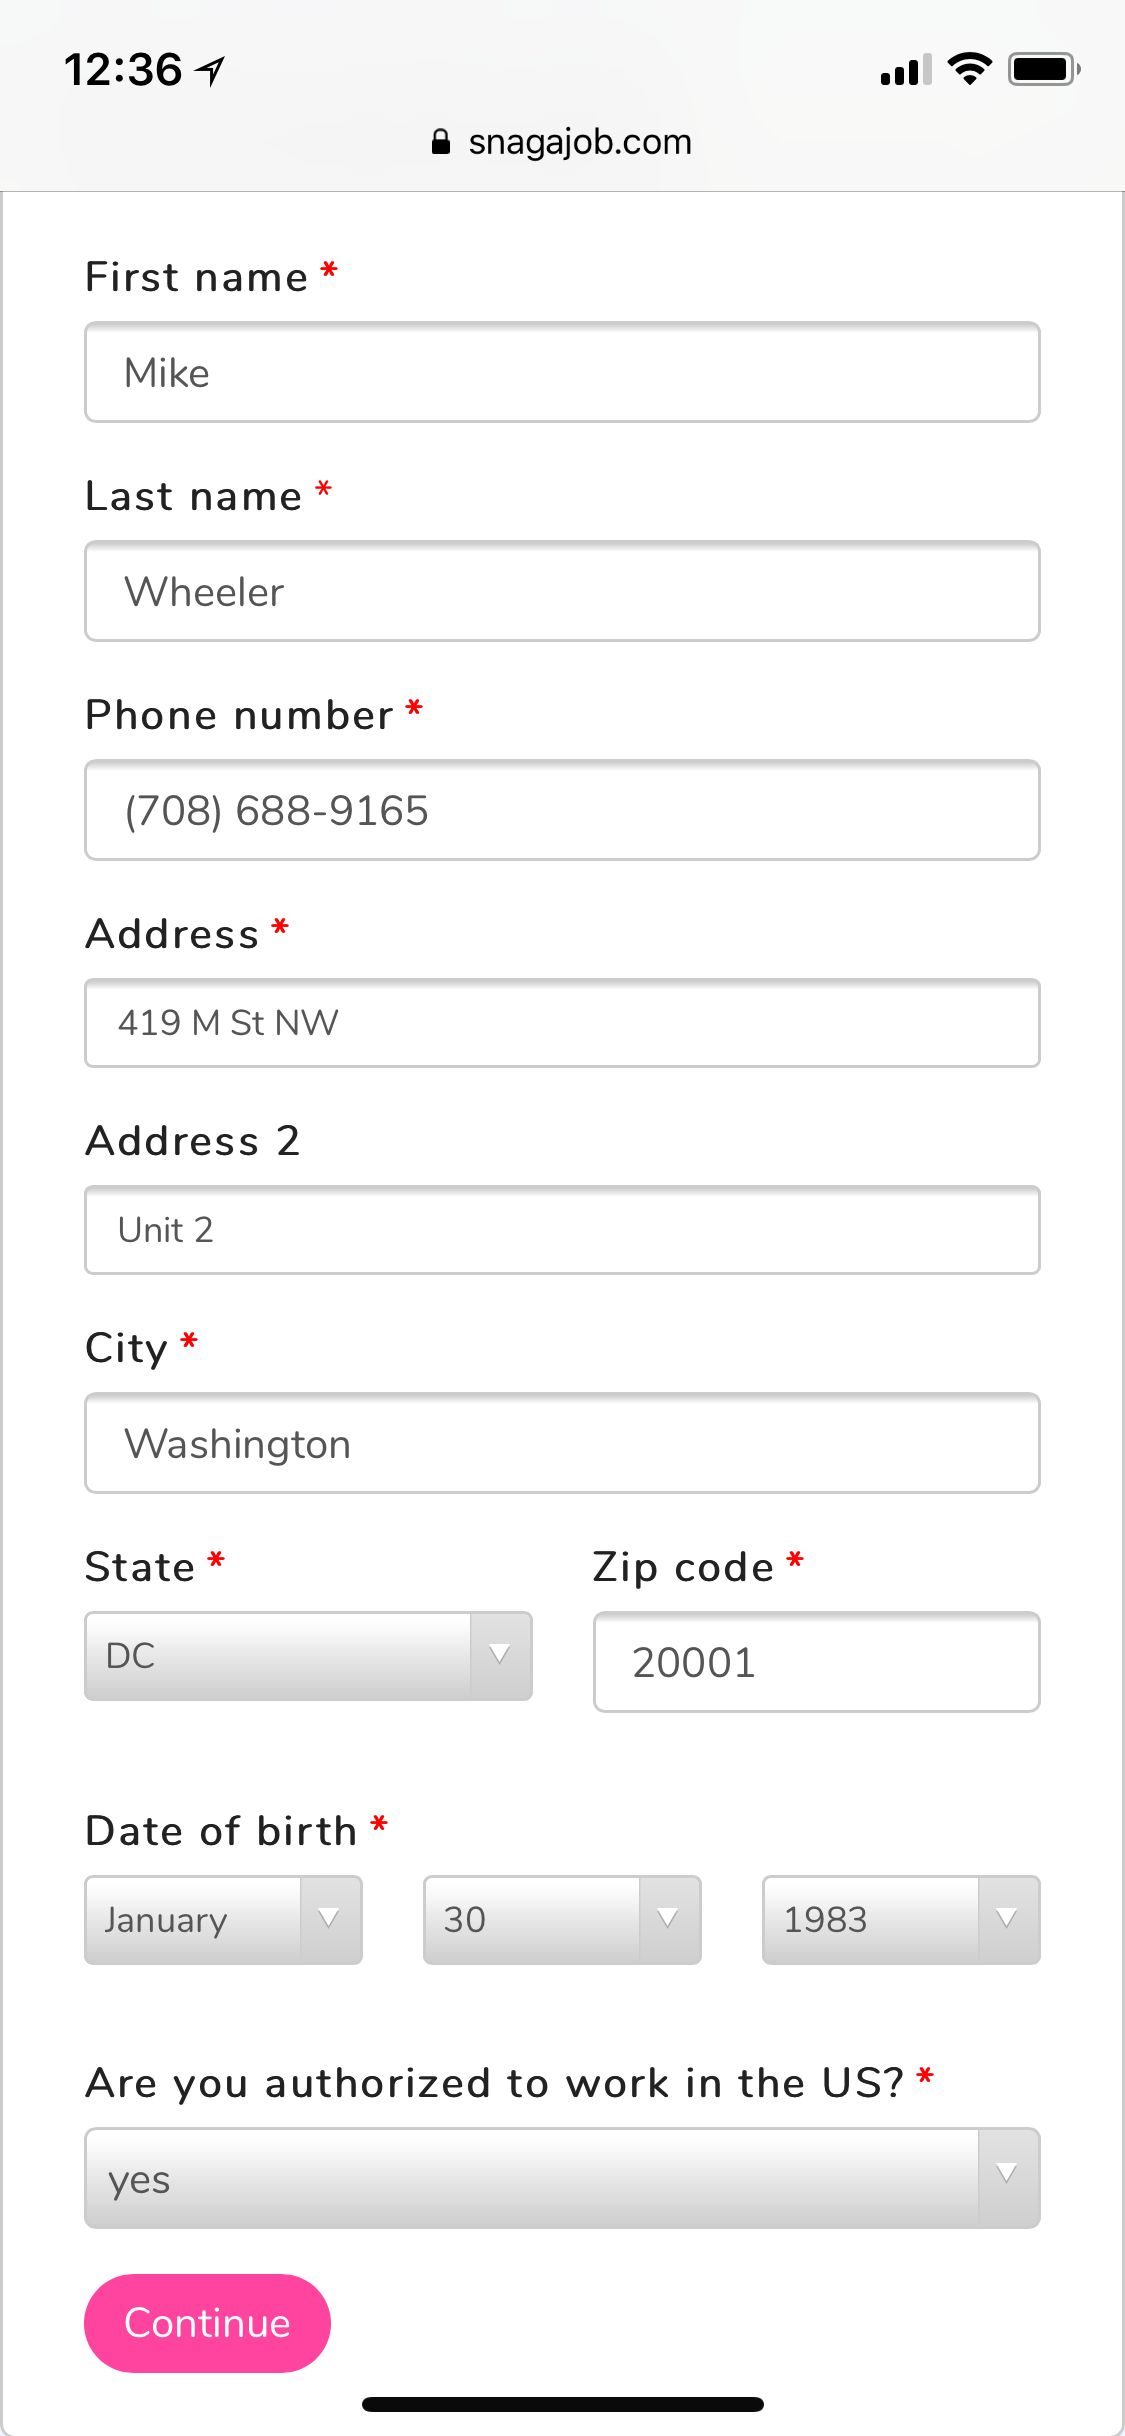 12:36
snagajob.com
First name *
Mike
Last name *
Wheeler
Phone number *
(708) 688-9165
Address *
419 M St NW
Address 2
Unit 2
City *
Washington
State * Zip code *
DC 20001
Date of birth *
January 30 1983
Are you authorized to work in the US? *
yes
Continue